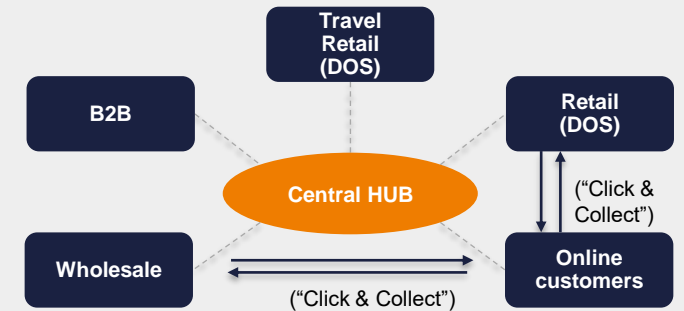 Travel
Retail
(DOS)
B2B
Retail
(DOS)
Central HUB
(“Click &
Collect”)
Wholesale
Online
customers
(“Click & Collect”)